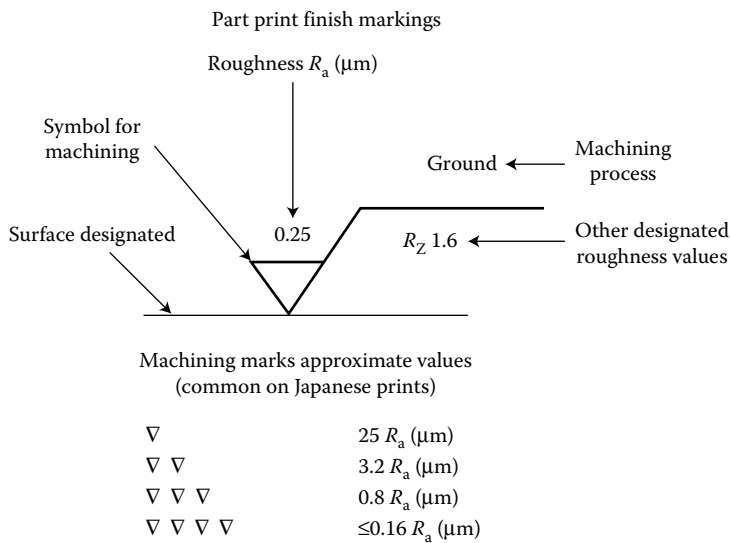 Part print finish markings
Roughness Ra (μm)
Symbol for
machining
Ground
Machining
process
Surface designated
0.25
RZ 1.6
Other designated
roughness values
Machining marks approximate values
(common on Japanese prints)
∇ 25 Ra (μm)
∇ ∇ 3.2 Ra (μm)
∇ ∇ ∇ 0.8 Ra (μm)
∇ ∇ ∇ ∇ ≤0.16 Ra (μm)